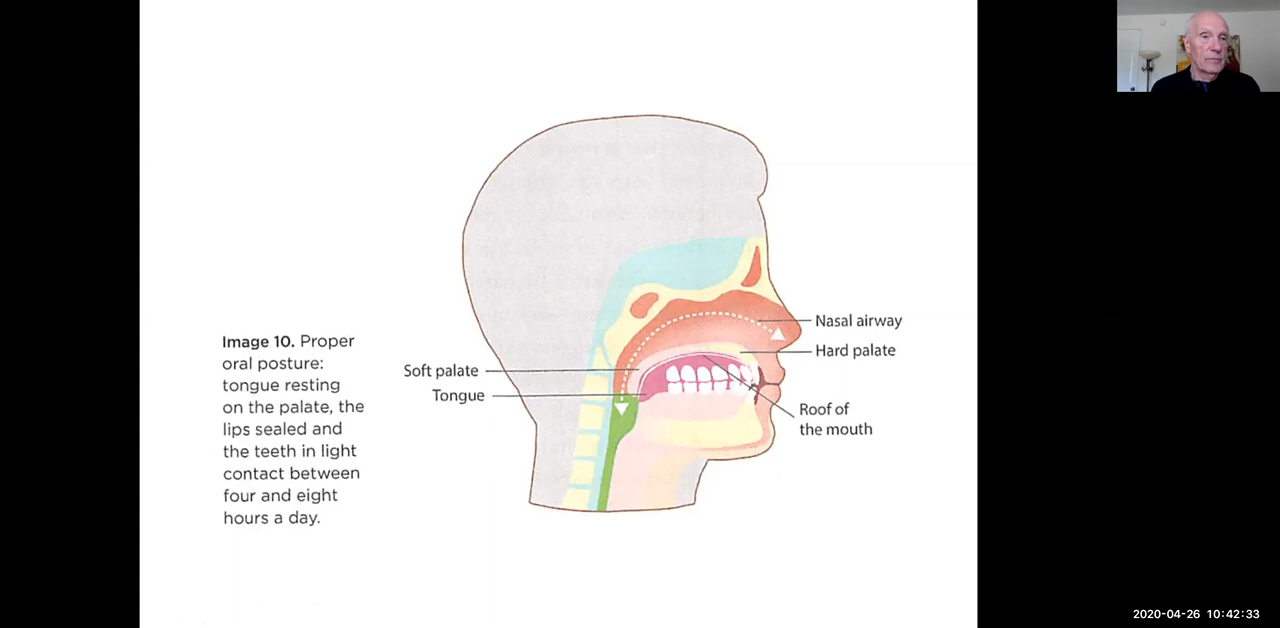 Image 10. Proper
oral posture:
tongue resting
on the palate, the
lips sealed and
the teeth in light
contact between
four and eight
hours a day.
Soft palate
Tongue
Nasal airway
Hard palate
Roof of
the mouth
2020-04-26 10:42:33